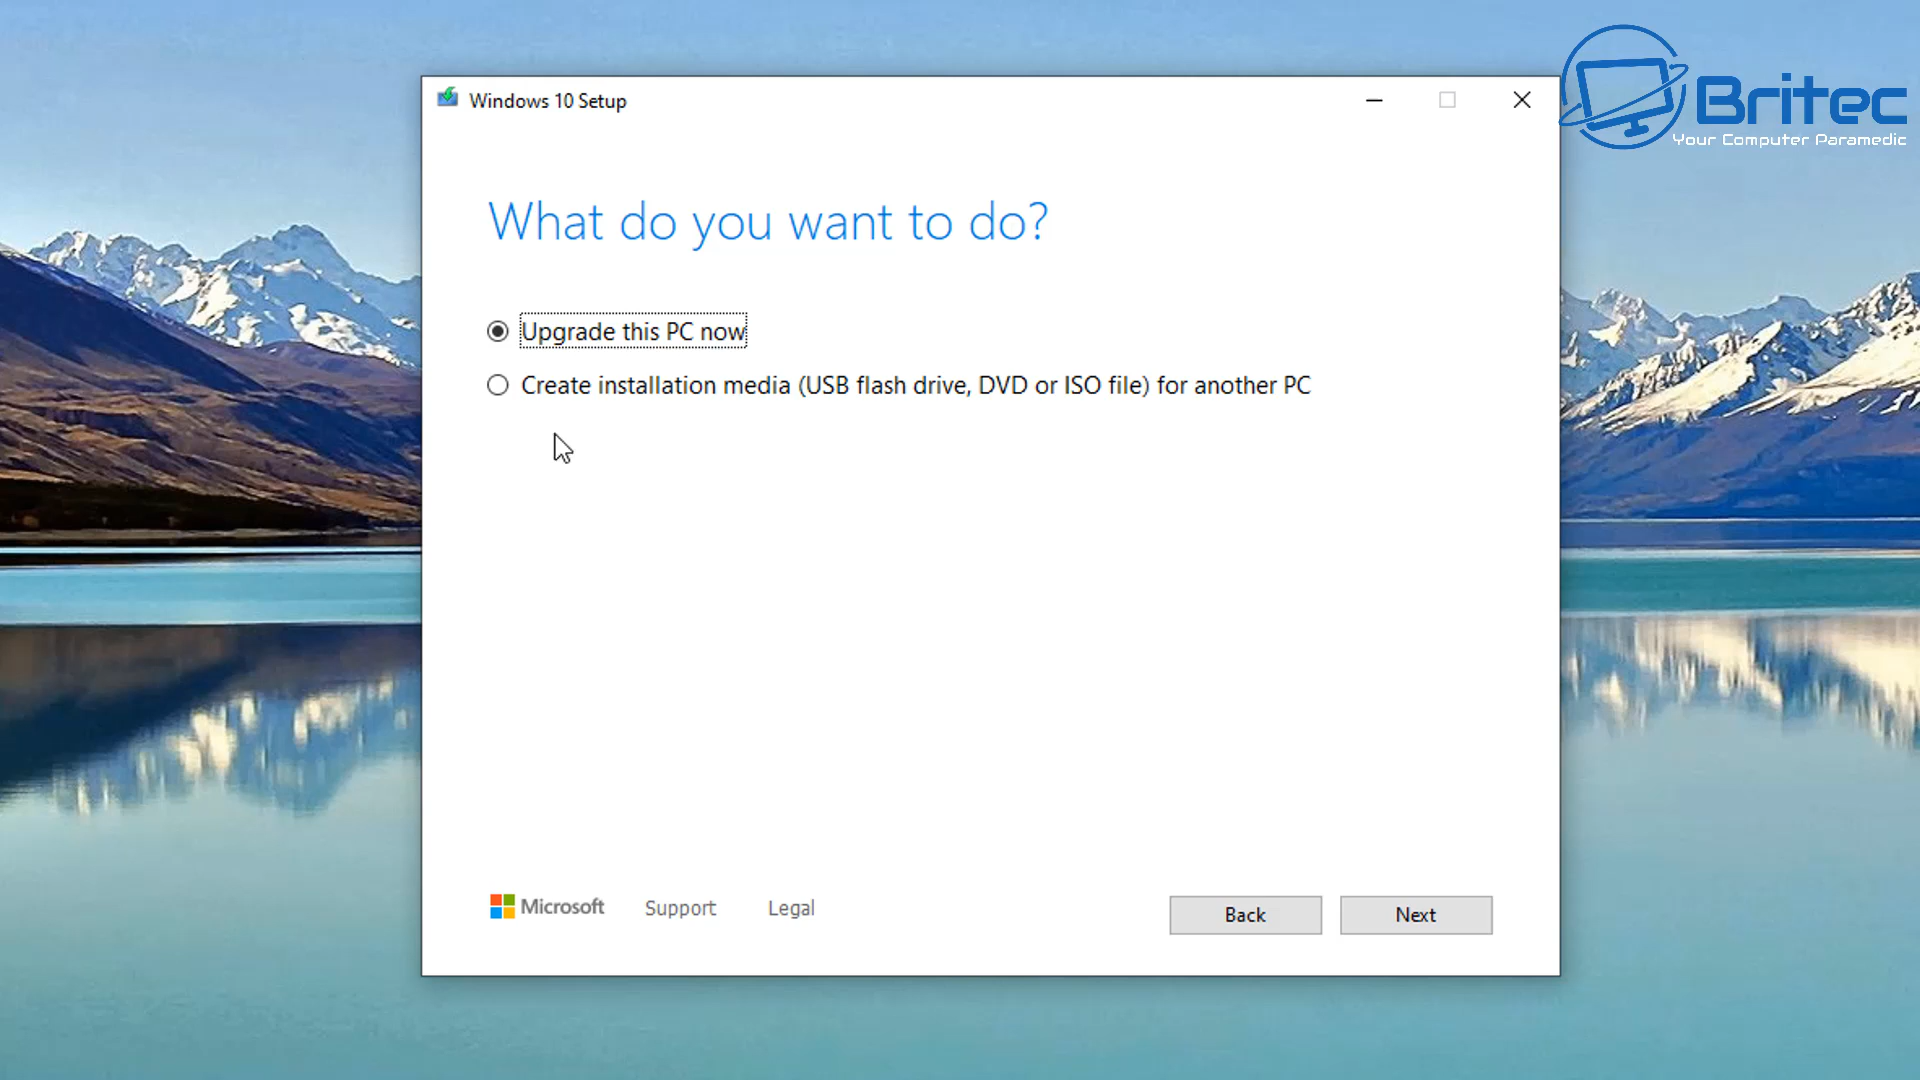 Britec
Your Computer Paramedic
Windows 10 Setup
What do you want to do?
Upgrade this PC now
Create installation media (USB flash drive, DVD or ISO file) for another PC
Microsoft Support Legal Back Next